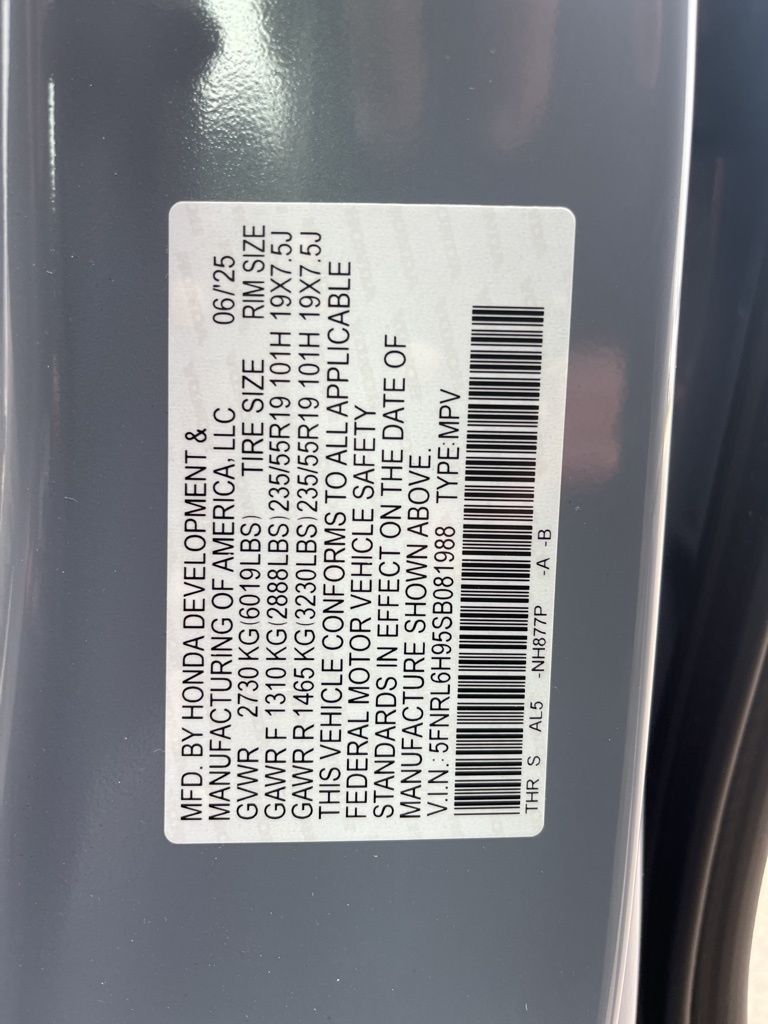 MFD. BY HONDA DEVELOPMENT &
MANUFACTURING OF AMERICA, LLC 06/'25
GVWR 2730 KG(6019LBS) TIRE SIZE RIM SIZE
GAWR F 1310 KG(2888LBS)235/55R19 101H 19X7.5J
GAWR R 1465 KG(3230LBS)235/55R19 101H 19X7.5J
THIS VEHICLE CONFORMS TO ALL APPLICABLE
FEDERAL MOTOR VEHICLE SAFETY
STANDARDS IN EFFECT ON THE DATE OF
MANUFACTURE SHOWN ABOVE.
V.I.N.:5FNRL6H95SB081988 TYPE:MPV
THR S AL5 -NH877P -A -B